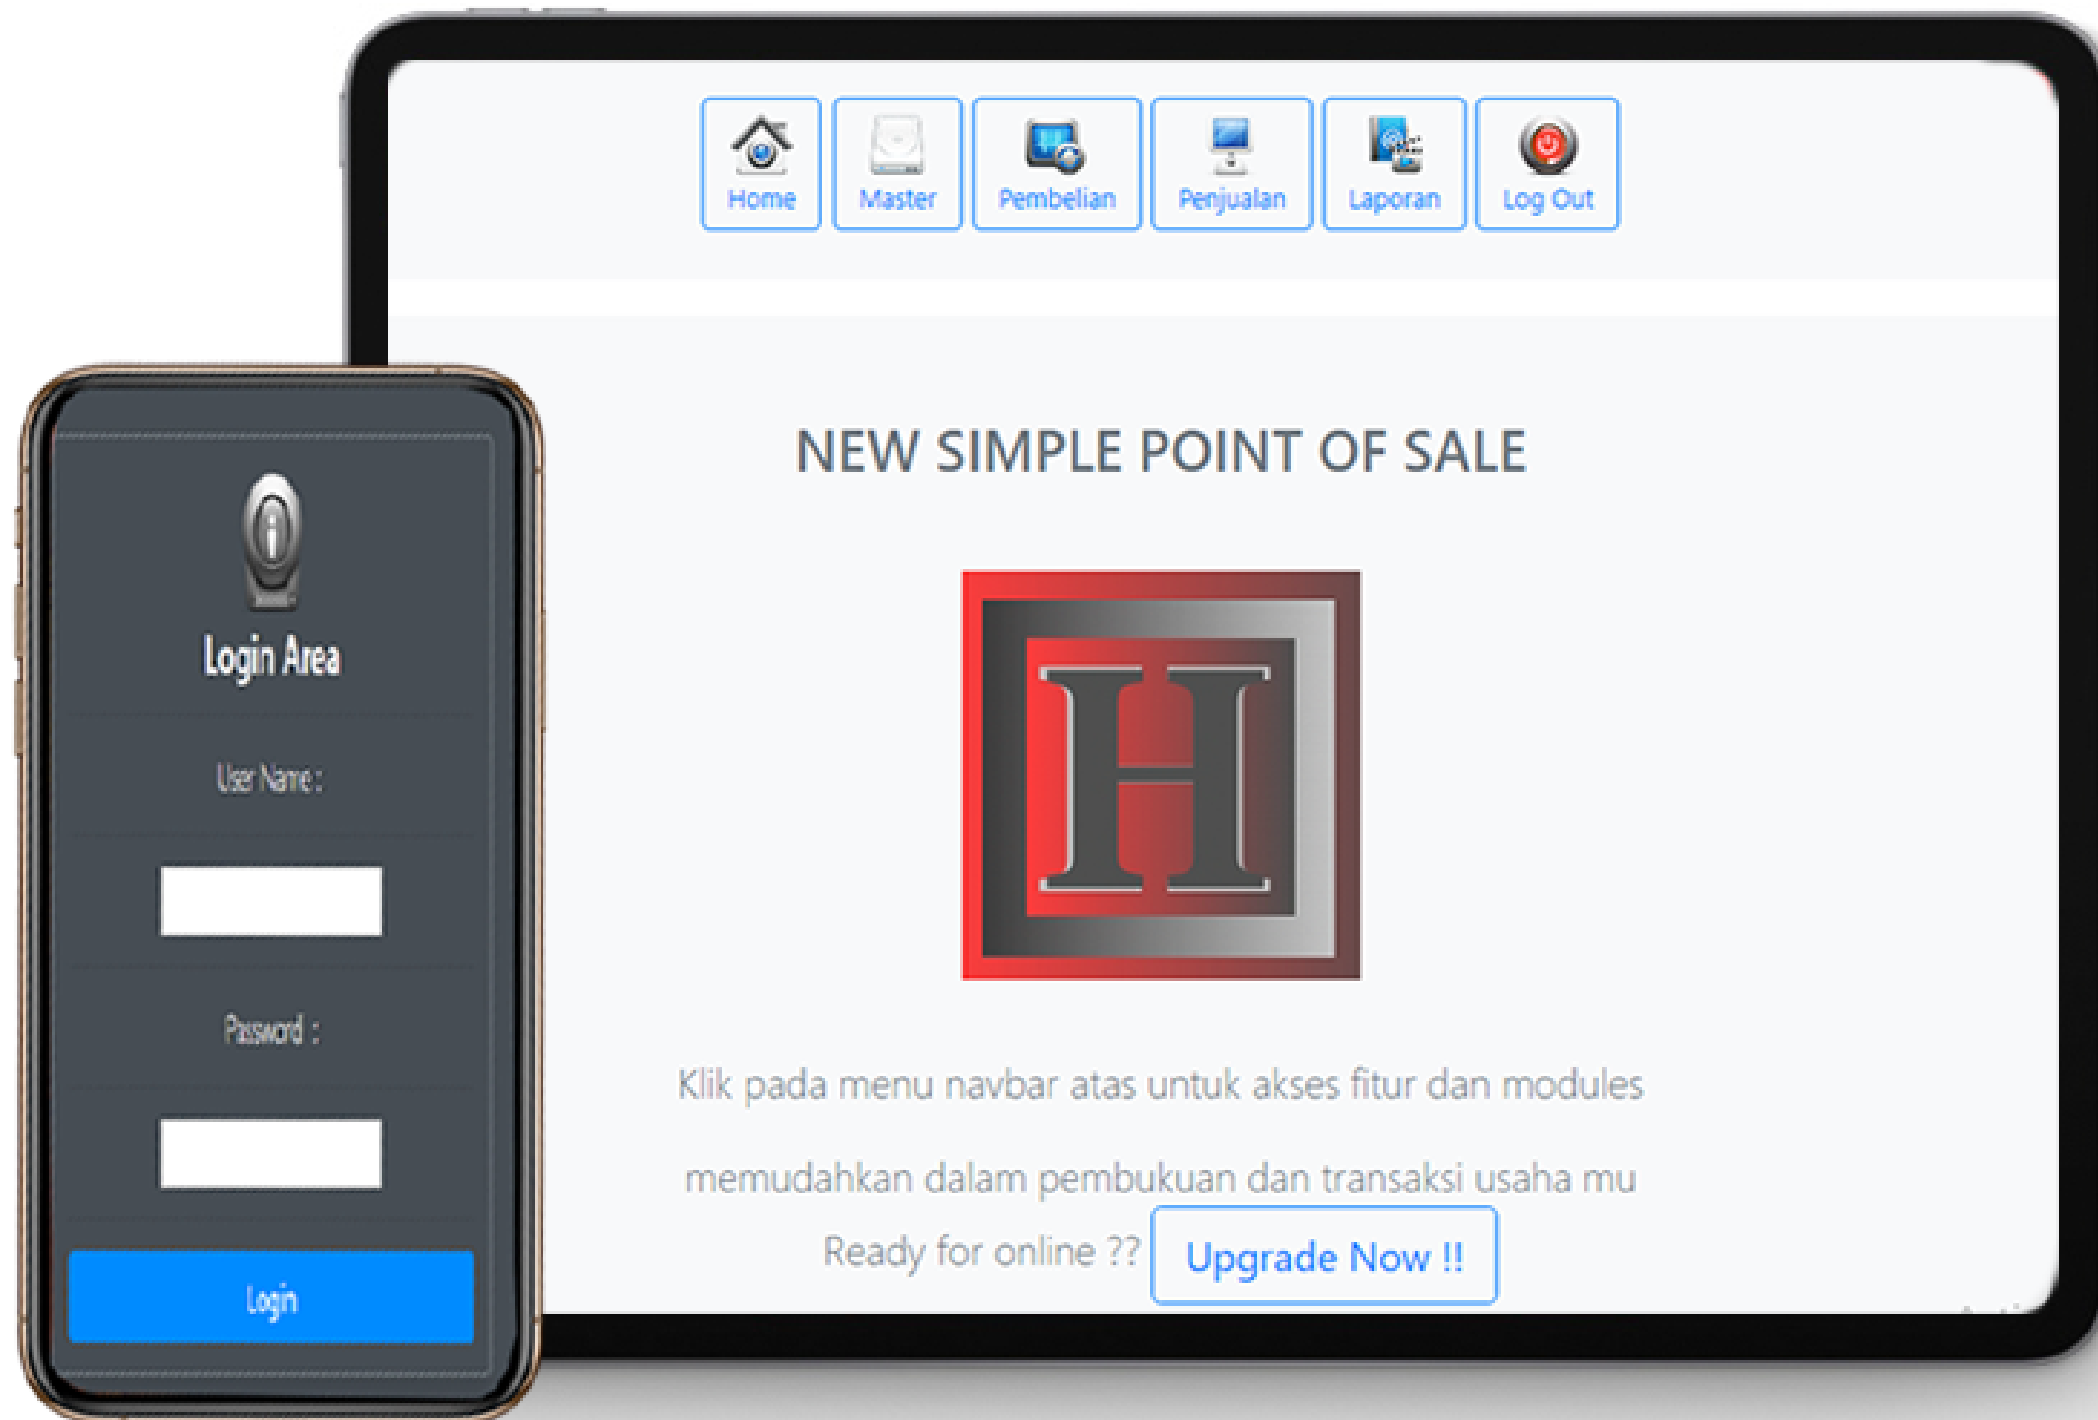 Home Master Pembelian Penjualan Laporan Log Out
NEW SIMPLE POINT OF SALE
H
Klik pada menu navbar atas untuk akses fitur dan modules
memudahkan dalam pembukuan dan transaksi usaha mu
Ready for online ?? Upgrade Now !!
Login Area
User Name :
Password :
Login